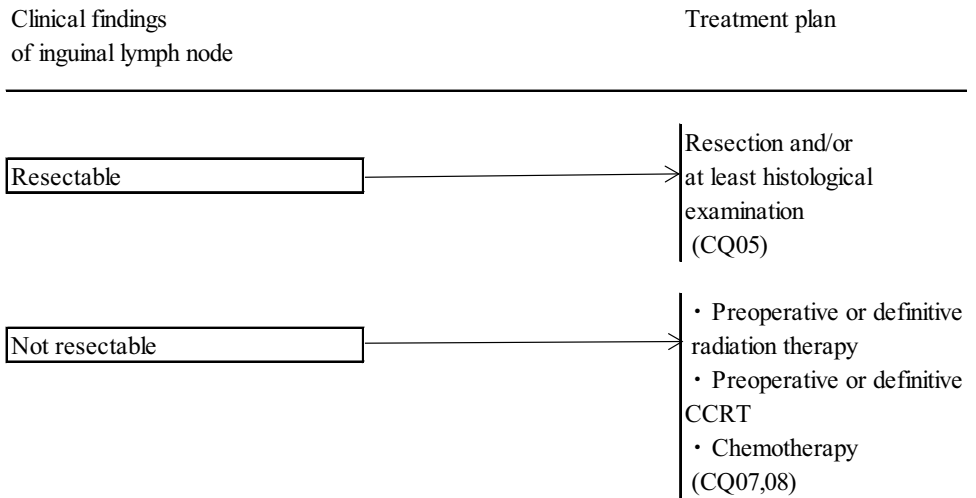 Clinical findings
of inguinal lymph node
Treatment plan
Resectable
Resection and/or
at least histological
examination
(CQ05)
Not resectable
・Preoperative or definitive
radiation therapy
・Preoperative or definitive
CCRT
・Chemotherapy
(CQ07,08)